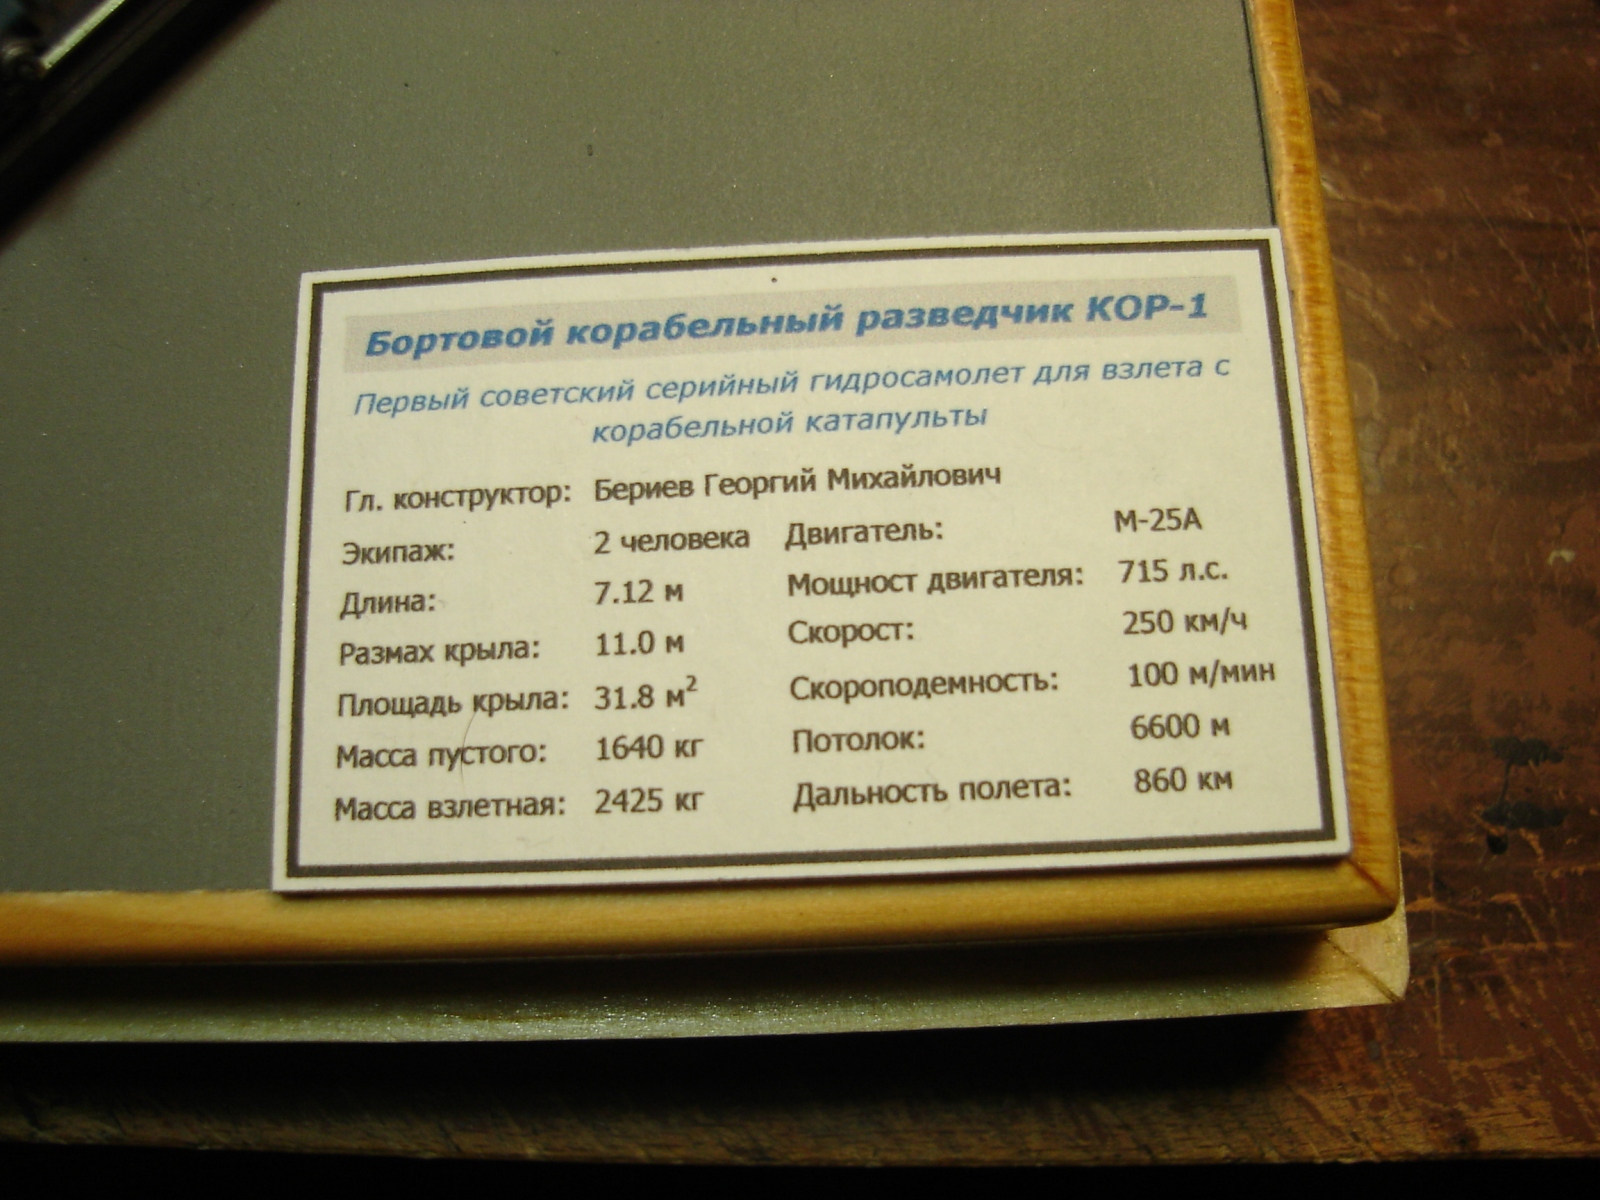 Бортовой корабельный разведчик КОР-1
Первый советский серийный гидросамолет для взлета с
корабельной катапульты
Гл. конструктор: Бериев Георгий Михайлович
Экипаж: 2 человека Двигатель: М-25А
Длина: 7.12 м Мощност двигателя: 715 л.с.
Размах крыла: 11.0 м Скорост: 250 км/ч
Площадь крыла: 31.8 м² Скороподемность: 100 м/мин
Масса пустого: 1640 кг Потолок: 6600 м
Масса взлетная: 2425 кг Дальность полета: 860 км